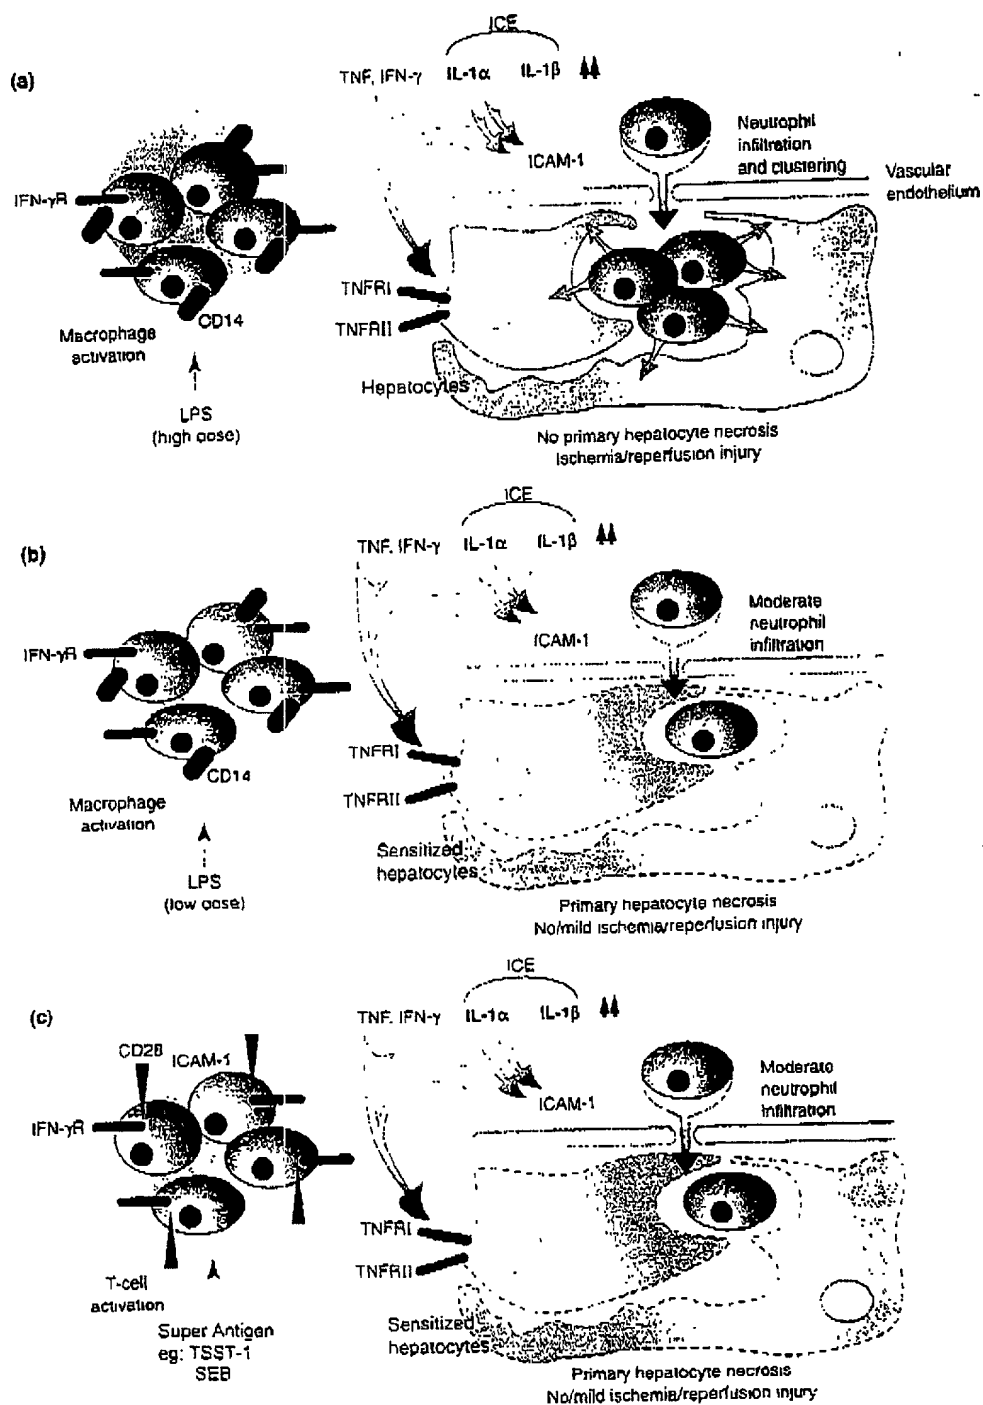 (a)
ICE
TNF, IFN-γ IL-1α IL-1β
ICAM-1
Neutrophil
infiltration
and clustering
Vascular
endothelium
IFN-γR
CD14
Macrophage
activation
LPS
(high dose)
TNFRI
TNFRII
Hepatocytes
No primary hepatocyte necrosis
Ischemia/reperfusion injury
(b)
ICE
TNF, IFN-γ IL-1α IL-1β
ICAM-1
Moderate
neutrophil
infiltration
IFN-γR
CD14
Macrophage
activation
LPS
(low dose)
TNFRI
TNFRII
Sensitized
hepatocytes
Primary hepatocyte necrosis
No/mild ischemia/reperfusion injury
(c)
ICE
TNF, IFN-γ IL-1α IL-1β
ICAM-1
Moderate
neutrophil
infiltration
CD28 ICAM-1
IFN-γR
T-cell
activation
Super Antigen
eg: TSST-1
SEB
TNFRI
TNFRII
Sensitized
hepatocytes
Primary hepatocyte necrosis
No/mild ischemia/reperfusion injury